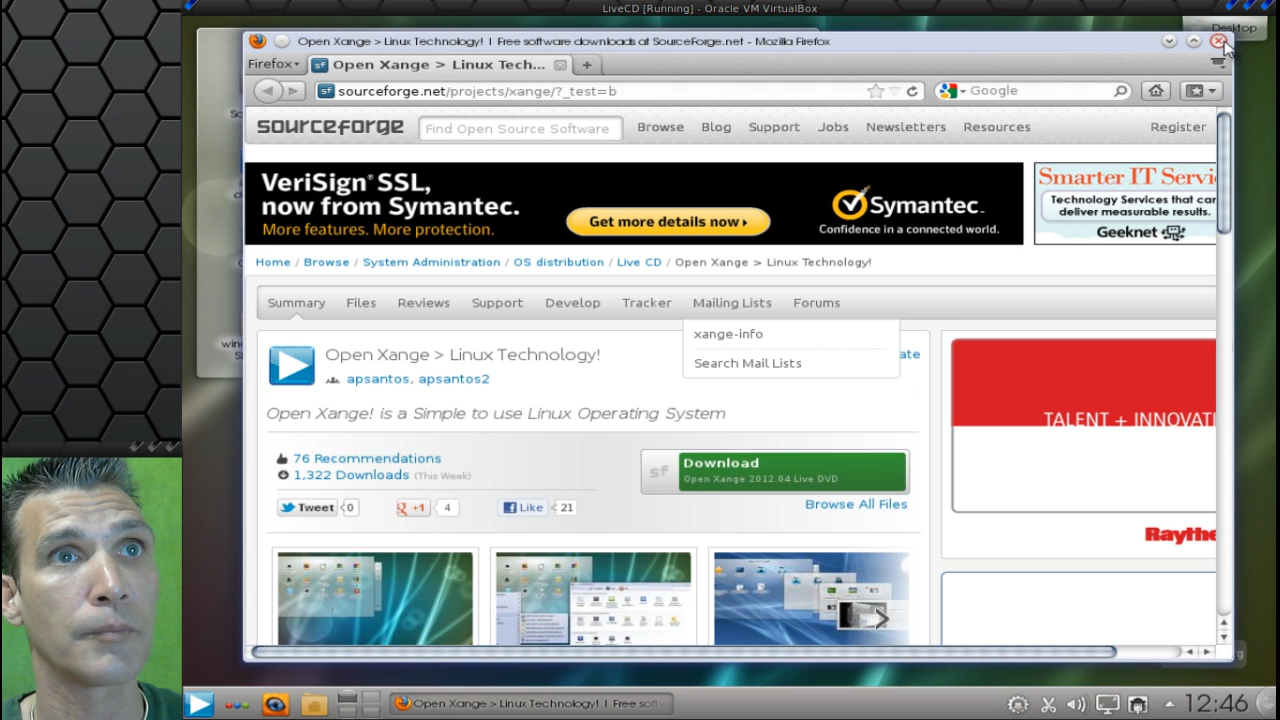 LiveCD [Running] - Oracle VM VirtualBox
Desktop
Open Xange > Linux Technology! | Free software downloads at SourceForge.net - Mozilla Firefox
Firefox
Open Xange > Linux Tech...
sourceforge.net/projects/xange/?_test=b
Google
sourceforge
Find Open Source Software
Browse Blog Support Jobs Newsletters Resources Register
VeriSign® SSL,
now from Symantec.
More features. More protection.
Get more details now
Symantec.
Confidence in a connected world.
Smarter IT Servi
Technology Services that can
deliver measurable results.
Geeknet
Home / Browse / System Administration / OS distribution / Live CD / Open Xange > Linux Technology!
Summary Files Reviews Support Develop Tracker Mailing Lists Forums
xange-info
Search Mail Lists
Open Xange > Linux Technology!
ate
apsantos, apsantos2
Open Xange! is a Simple to use Linux Operating System
76 Recommendations
1,322 Downloads (This Week)
sf
Download
Open Xange 2012.04 Live DVD
Browse All Files
Tweet 0
+1 4
Like 21
TALENT + INNOVATI
Raythe
Open Xange > Linux Technology! | Free soft
12:46